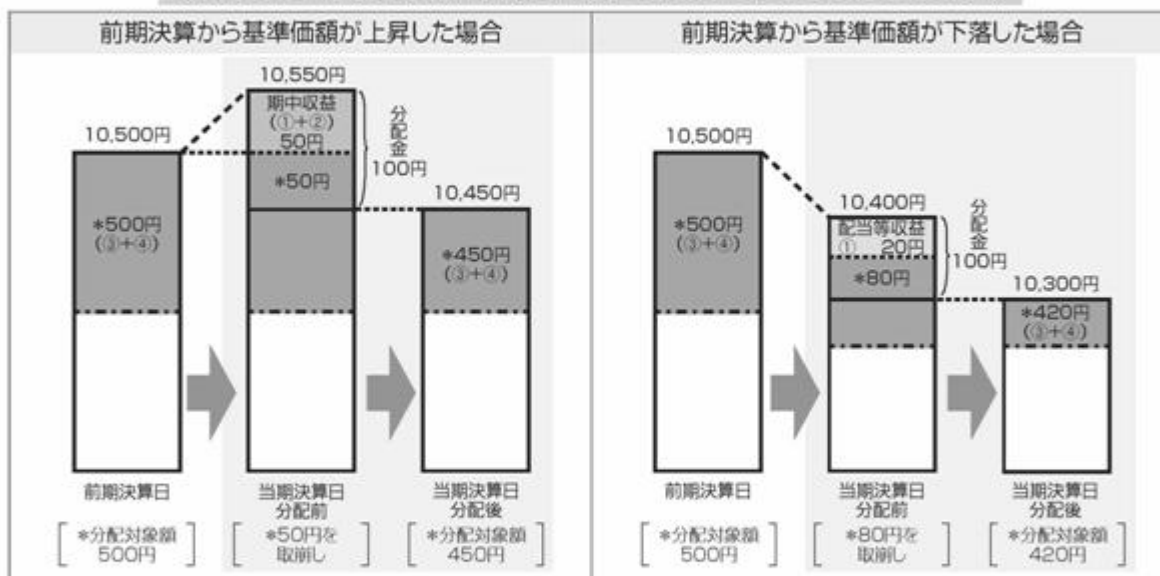 前期決算から基準価額が上昇した場合
10,550円
10,500円
期中収益
(①+②)
50円
*50円
分配金
100円
10,450円
*500円
(③+④)
*450円
(③+④)
前期決算日
当期決算日
分配前
当期決算日
分配後
*分配対象額
500円
*50円を
取崩し
*分配対象額
450円
前期決算から基準価額が下落した場合
10,500円
10,400円
配当等収益
① 20円
*80円
分配金
100円
10,300円
*500円
(③+④)
*420円
(③+④)
前期決算日
当期決算日
分配前
当期決算日
分配後
*分配対象額
500円
*80円を
取崩し
*分配対象額
420円